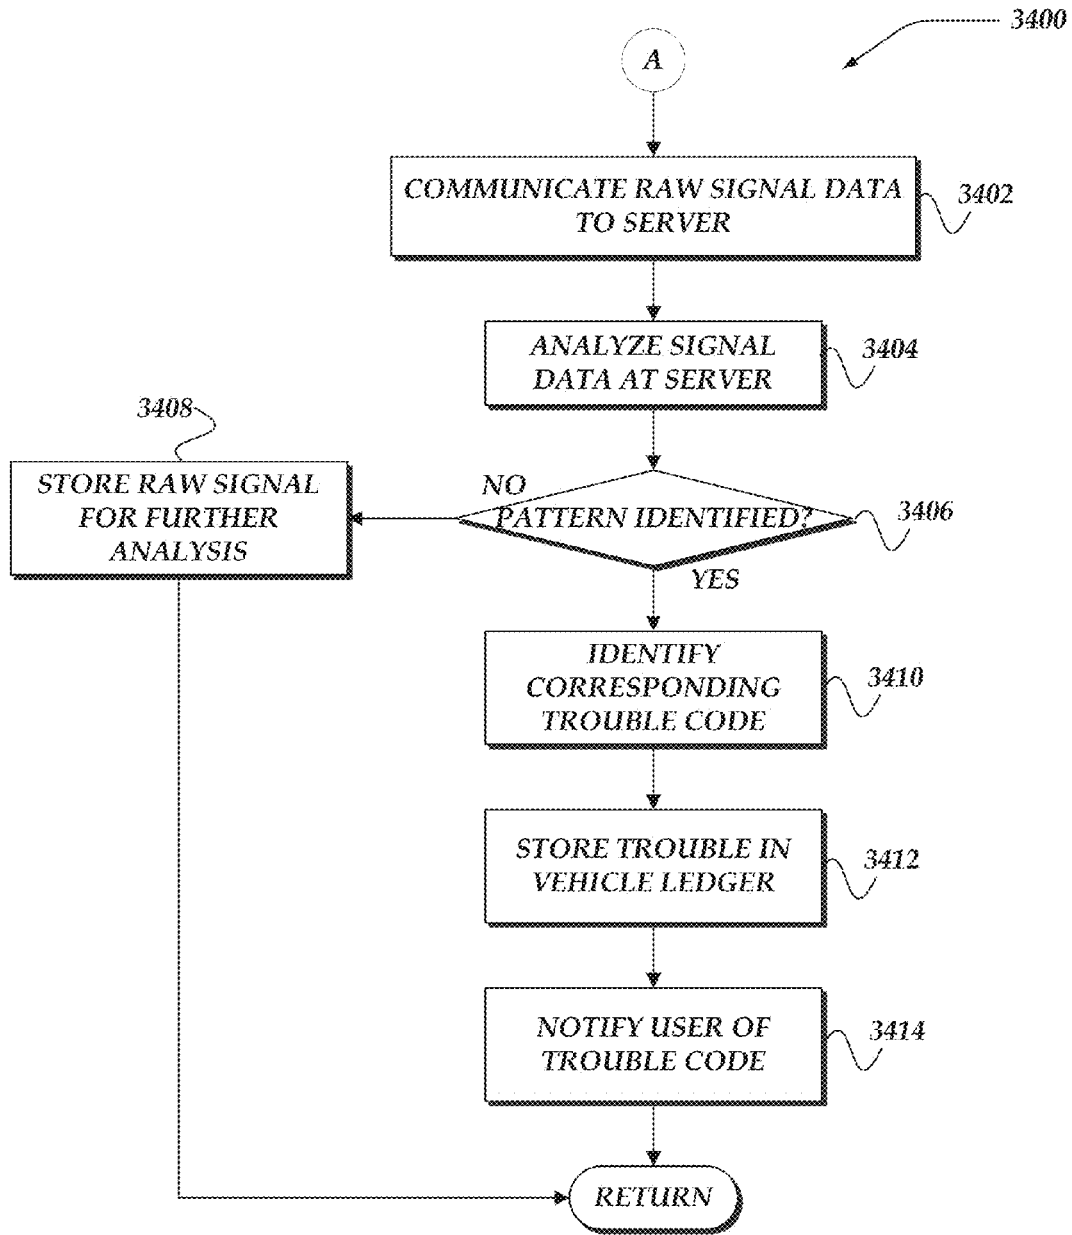 3400
A
COMMUNICATE RAW SIGNAL DATA
TO SERVER
3402
ANALYZE SIGNAL
DATA AT SERVER
3404
3408
STORE RAW SIGNAL
FOR FURTHER
ANALYSIS
NO
PATTERN IDENTIFIED?
3406
YES
IDENTIFY
CORRESPONDING
TROUBLE CODE
3410
STORE TROUBLE IN
VEHICLE LEDGER
3412
NOTIFY USER OF
TROUBLE CODE
3414
RETURN